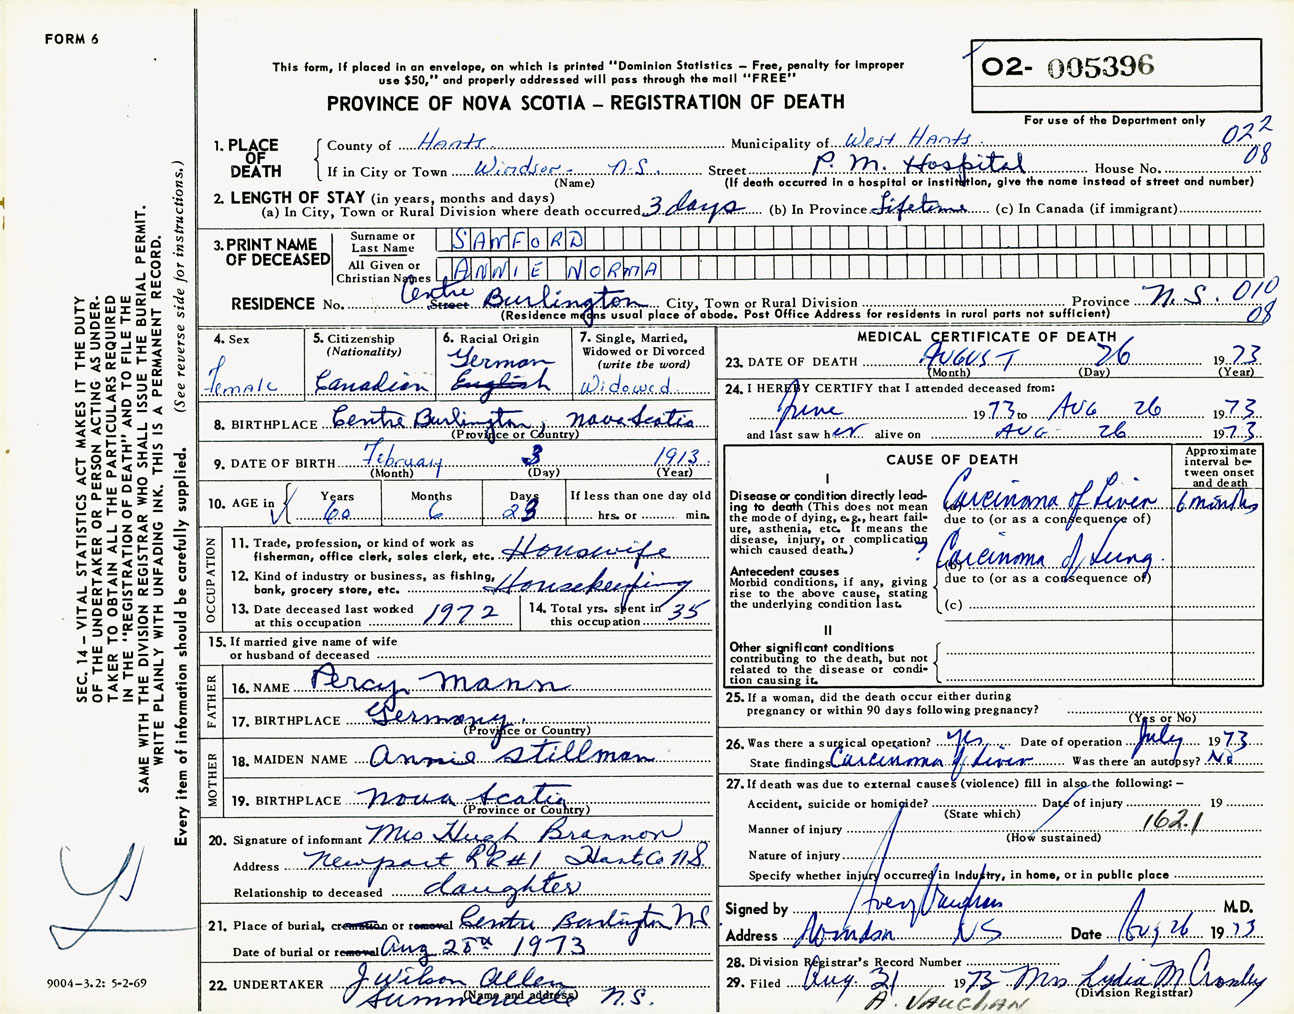 FORM 6
This form, if placed in an envelope, on which is printed "Dominion Statistics — Free, penalty for improper
use $50," and properly addressed will pass through the mail "FREE"
PROVINCE OF NOVA SCOTIA — REGISTRATION OF DEATH
O2- 005396
For use of the Department only
022
08
1. PLACE OF DEATH
County of Hants Municipality of West Hants
If in City or Town Windsor - N.S. Street P. M. Hospital House No.
(Name) (If death occurred in a hospital or institution, give the name instead of street and number)
2. LENGTH OF STAY (in years, months and days)
(a) In City, Town or Rural Division where death occurred 3 days (b) In Province Lifetime (c) In Canada (if immigrant)
3. PRINT NAME OF DECEASED
Surname or Last Name SANFORD
All Given or Christian Names ANNIE NORMA
RESIDENCE No. Street Centre Burlington City, Town or Rural Division Province N.S. 010
08
(Residence means usual place of abode. Post Office Address for residents in rural parts not sufficient)
4. Sex
Female
5. Citizenship
(Nationality)
Canadian
6. Racial Origin
German
English
7. Single, Married,
Widowed or Divorced
(write the word)
Widowed
8. BIRTHPLACE Centre Burlington, Nova Scotia
(Province or Country)
9. DATE OF BIRTH February 3 1913
(Month) (Day) (Year)
10. AGE in Years Months Days If less than one day old
60 6 23 hrs. or min.
OCCUPATION
11. Trade, profession, or kind of work as
fisherman, office clerk, sales clerk, etc. Housewife
12. Kind of industry or business, as fishing,
bank, grocery store, etc. Housekeeping
13. Date deceased last worked
at this occupation 1972
14. Total yrs. spent in
this occupation 35
15. If married give name of wife
or husband of deceased
FATHER
16. NAME Percy Mann
17. BIRTHPLACE Germany.
(Province or Country)
MOTHER
18. MAIDEN NAME Annie Stillman
19. BIRTHPLACE Nova Scotia
(Province or Country)
20. Signature of informant Mrs Hugh Brannon
Address Newport RR#1 Hants Co N.S.
Relationship to deceased daughter
21. Place of burial, cremation or removal Centre Burlington NS
Date of burial or removal Aug 28th 1973
22. UNDERTAKER J Wilson Allen
(Name and address)
Summerville N.S.
MEDICAL CERTIFICATE OF DEATH
23. DATE OF DEATH AUGUST 26 1973
(Month) (Day) (Year)
24. I HEREBY CERTIFY that I attended deceased from:
June 1973 to AUG 26 1973
and last saw her alive on AUG. 26 1973
CAUSE OF DEATH
Approximate
interval be-
tween onset
and death
I
Disease or condition directly lead-
ing to death (This does not mean
the mode of dying, e.g., heart fail-
ure, asthenia, etc. It means the
disease, injury, or complication
which caused death.)
(a) Carcinoma of Liver 6 months
due to (or as a consequence of)
? (b) Carcinoma of Lung.
due to (or as a consequence of)
Antecedent causes
Morbid conditions, if any, giving
rise to the above cause, stating
the underlying condition last.
(c)
II
Other significant conditions
contributing to the death, but not
related to the disease or condi-
tion causing it.
25. If a woman, did the death occur either during
pregnancy or within 90 days following pregnancy?
(Yes or No)
26. Was there a surgical operation? yes Date of operation July 1973
State findings Carcinoma of Liver Was there an autopsy? No
27. If death was due to external causes (violence) fill in also the following: —
Accident, suicide or homicide? Date of injury 19
(State which)
Manner of injury 162.1
(How sustained)
Nature of injury
Specify whether injury occurred in industry, in home, or in public place
Signed by Avery Vaughan M.D.
Address Windsor NS Date Aug 26 1973
28. Division Registrar's Record Number
29. Filed Aug. 31 1973 Mrs Lydia M Crossley
(Division Registrar)
A. VAUGHAN
SEC. 14 — VITAL STATISTICS ACT MAKES IT THE DUTY
OF THE UNDERTAKER OR PERSON ACTING AS UNDER-
TAKER TO OBTAIN ALL THE PARTICULARS REQUIRED
IN THE "REGISTRATION OF DEATH" AND TO FILE THE
SAME WITH THE DIVISION REGISTRAR WHO SHALL ISSUE THE BURIAL PERMIT.
WRITE PLAINLY WITH UNFADING INK. THIS IS A PERMANENT RECORD.
Every item of information should be carefully supplied. (See reverse side for instructions.)
9004-3.2: 5-2-69